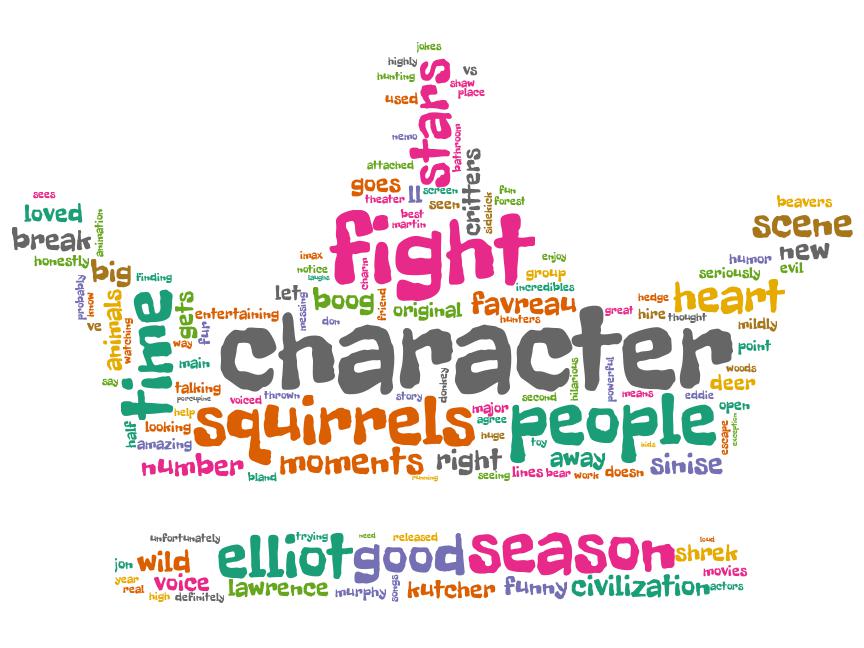 jokes
highly
vs
hunting
stars
shaw
place
used
nemo
bathroom
critters
attached
goes
ll
screen
fun
theater
seen
sidekick
forest
sees
loved
animation
best
martin
beavers
break
fight
scene
honestly
imax
charm
enjoy
humor
new
big
finding
notice
laughs
group
seriously
evil
probably
know
animals
time
gets
let
messing
boog
friend
incredibles
original
favreau
hedge
heart
ve
watching
fur
entertaining
don
hunters
great
hire
thought
mildly
way
character
point
main
donkey
hilarious
powerful
woods
say
talking
porcupine
voiced
thrown
story
second
means
eddie
deer
help
squirrels
major
people
open
half
looking
agree
toy
escape
exception
amazing
huge
kids
number
moments
right
away
sinise
bland
running
seeing
lines
bear
work
doesn
unfortunately
trying
need
released
loud
jon
wild
elliot
good
season
shrek
movies
year
real
voice
lawrence
murphy
songs
kutcher
funny
civilization
actors
high
definitely